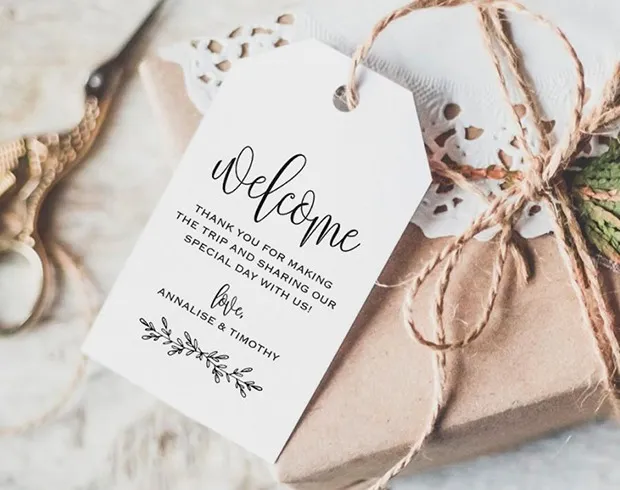 welcome
THANK YOU FOR MAKING
THE TRIP AND SHARING OUR
SPECIAL DAY WITH US!
love,
ANNALISE & TIMOTHY